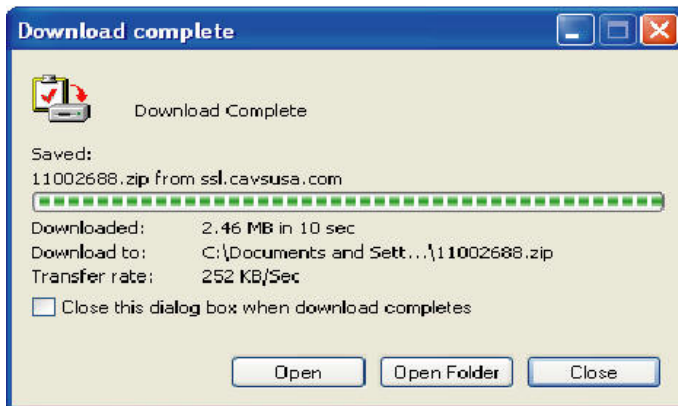 Download complete
Download Complete
Saved:
11002688.zip from ssl.cavsusa.com
Downloaded: 2.46 MB in 10 sec
Download to: C:\Documents and Sett...\11002688.zip
Transfer rate: 252 KB/Sec
Close this dialog box when download completes
Open Open Folder Close